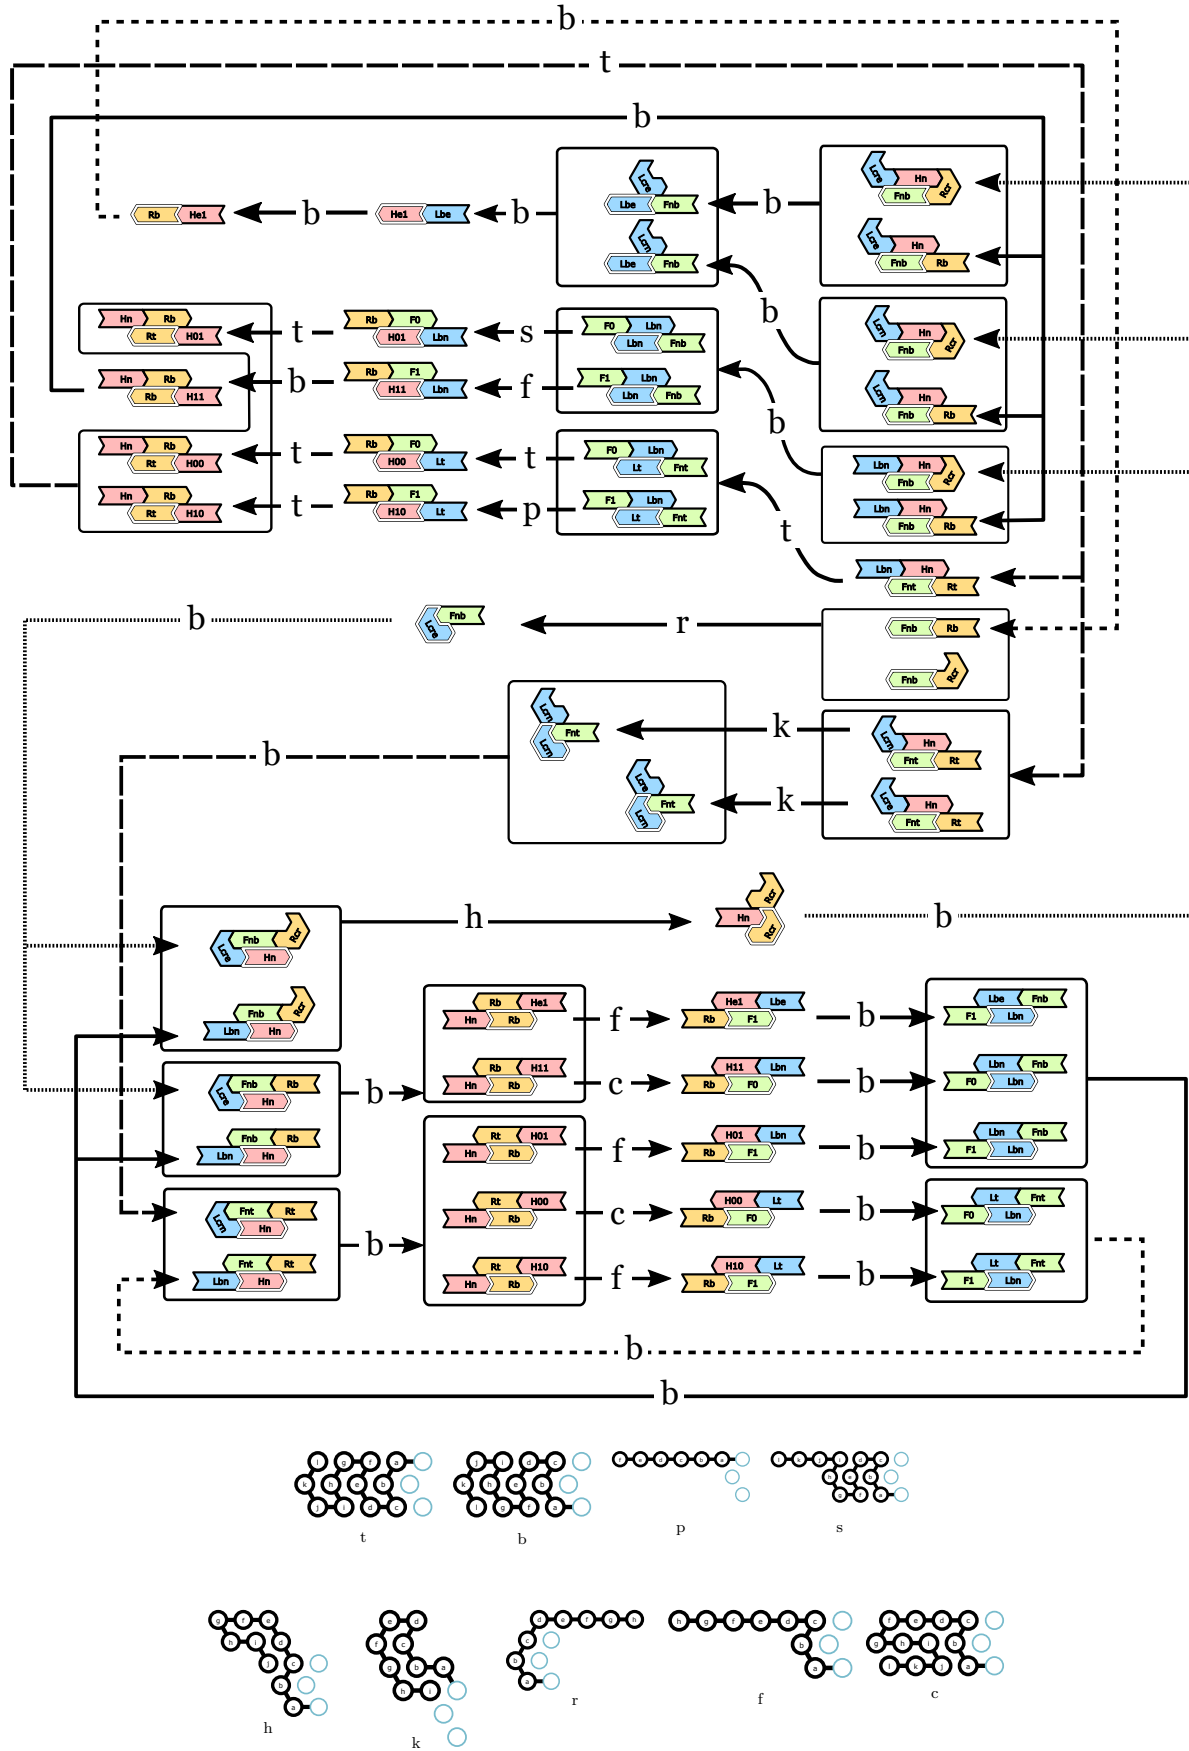 b
t
b
Lcre Hn
Fnb Rcr
Lcre
Lbe Fnb
b
Rb He1
b
He1 Lbe
b
Lcre Hn
Fnb Rb
Lcm
Lbe Fnb
b
Lcm Hn
Fnb Rcr
Hn Rb
Rt H01
t
Rb F0
H01 Lbn
s
F0 Lbn
Lbn Fnb
Hn Rb
Rb H11
b
Rb F1
H11 Lbn
f
F1 Lbn
Lbn Fnb
b
Lcm Hn
Fnb Rb
Hn Rb
Rt H00
t
Rb F0
H00 Lt
t
F0 Lbn
Lt Fnt
Lbn Hn
Fnb Rcr
Hn Rb
Rt H10
t
Rb F1
H10 Lt
p
F1 Lbn
Lt Fnt
t
Lbn Hn
Fnb Rb
Lbn Hn
Fnt Rt
b
Lcre Fnb
r
Fnb Rb
Fnb Rcr
b
Lcm
Lcm Fnt
k
Lcm Hn
Fnt Rt
Lcre
Lcm Fnt
k
Lcre Hn
Fnt Rt
Lcre Fnb Rcr
Hn
h
Rcr
Hn
Rcr
b
Fnb Rcr
Lbn Hn
Rb He1
Hn Rb
f
He1 Lbe
Rb F1
b
Lbe Fnb
F1 Lbn
Fnb Rb
Lcre Hn
b
Rb H11
Hn Rb
c
H11 Lbn
Rb F0
b
Lbn Fnb
F0 Lbn
Fnb Rb
Lbn Hn
Rt H01
Hn Rb
f
H01 Lbn
Rb F1
b
Lbn Fnb
F1 Lbn
Fnt Rt
Lcm Hn
Rt H00
Hn Rb
c
H00 Lt
Rb F0
b
Lt Fnt
F0 Lbn
Fnt Rt
Lbn Hn
b
Rt H10
Hn Rb
f
H10 Lt
Rb F1
b
Lt Fnt
F1 Lbn
b
b
l g f a
k h e b
j i d c
t
j i d c
k h e b
l g f a
b
f e d c b a
p
l k j i d c
h e b
g f a
s
g f e
h i d
j c
b
a
h
e d
f c
g b a
h i
k
d e f g h
c
b
a
r
h g f e d c
b
a
f
f e d c
g h i b
l k j a
c